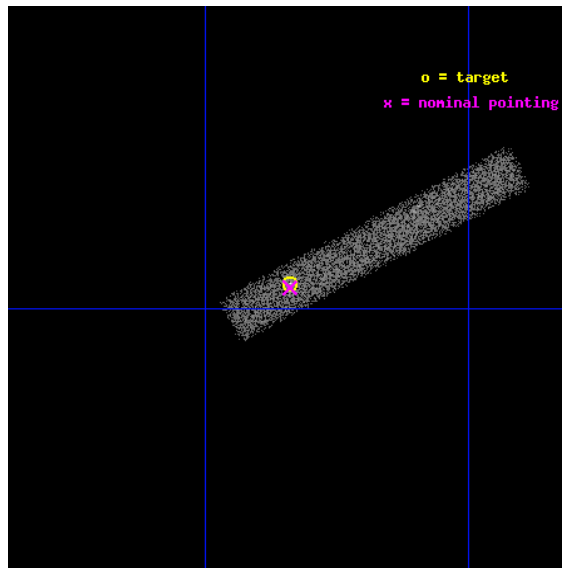 o = target
x = nominal pointing